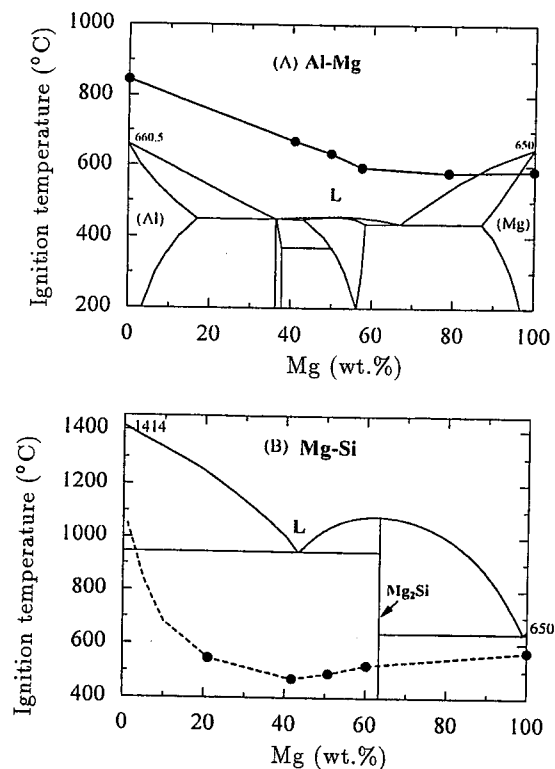 (A) Al-Mg
Ignition temperature (°C)
1000
800
600
400
200
660.5
650
L
(Al)
(Mg)
0 20 40 60 80 100
Mg (wt.%)
(B) Mg-Si
Ignition temperature (°C)
1400
1200
1000
800
600
400
1414
L
Mg₂Si
650
0 20 40 60 80 100
Mg (wt.%)